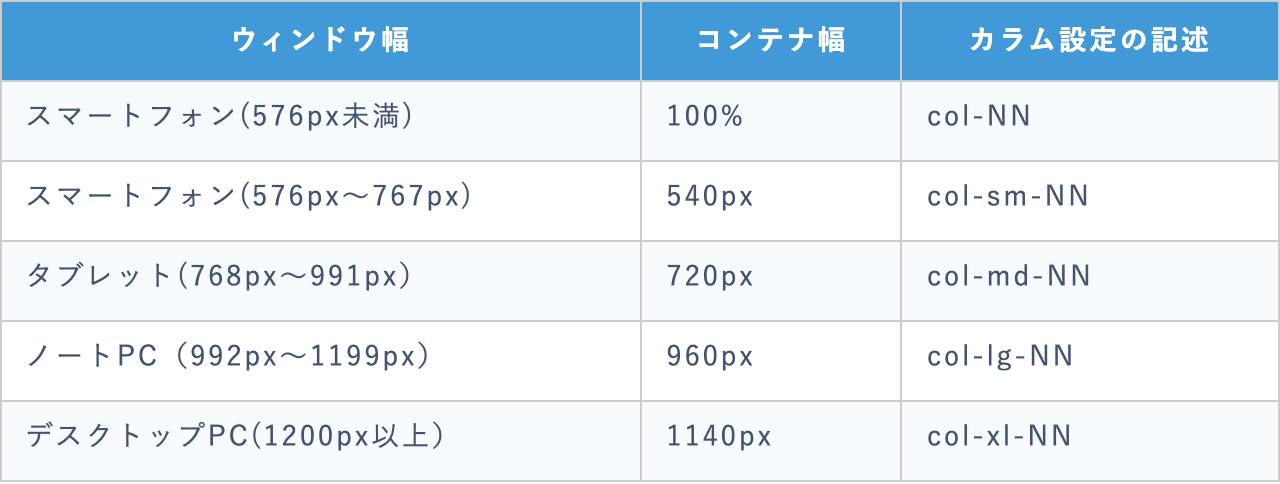 ウィンドウ幅 コンテナ幅 カラム設定の記述
スマートフォン(576px未満) 100% col-NN
スマートフォン(576px〜767px) 540px col-sm-NN
タブレット(768px〜991px) 720px col-md-NN
ノートPC（992px〜1199px） 960px col-lg-NN
デスクトップPC(1200px以上) 1140px col-xl-NN